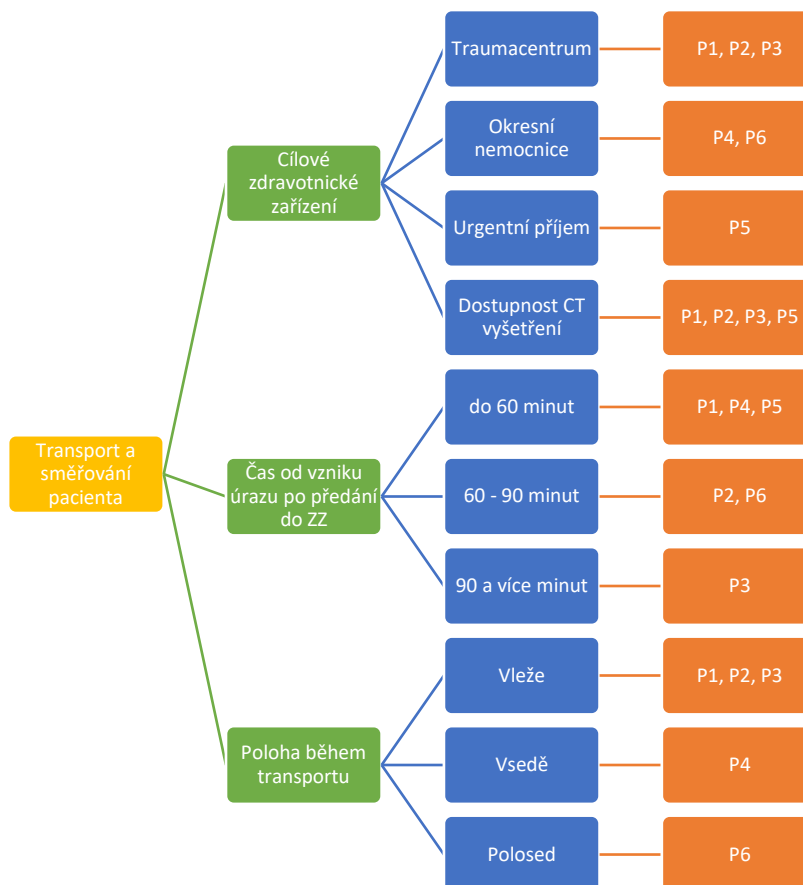 Transport a
směřování
pacienta
Cílové
zdravotnické
zařízení
Traumacentrum
P1, P2, P3
Okresní
nemocnice
P4, P6
Urgentní příjem
P5
Dostupnost CT
vyšetření
P1, P2, P3, P5
Čas od vzniku
úrazu po předání
do ZZ
do 60 minut
P1, P4, P5
60 - 90 minut
P2, P6
90 a více minut
P3
Poloha během
transportu
Vleže
P1, P2, P3
Vsedě
P4
Polosed
P6